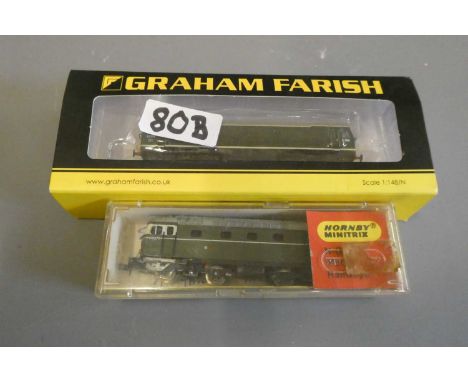 GRAHAM FARISH
80B
www.grahamfarish.co.uk
Scale 1:148/N
HORNBY®
MINITRIX